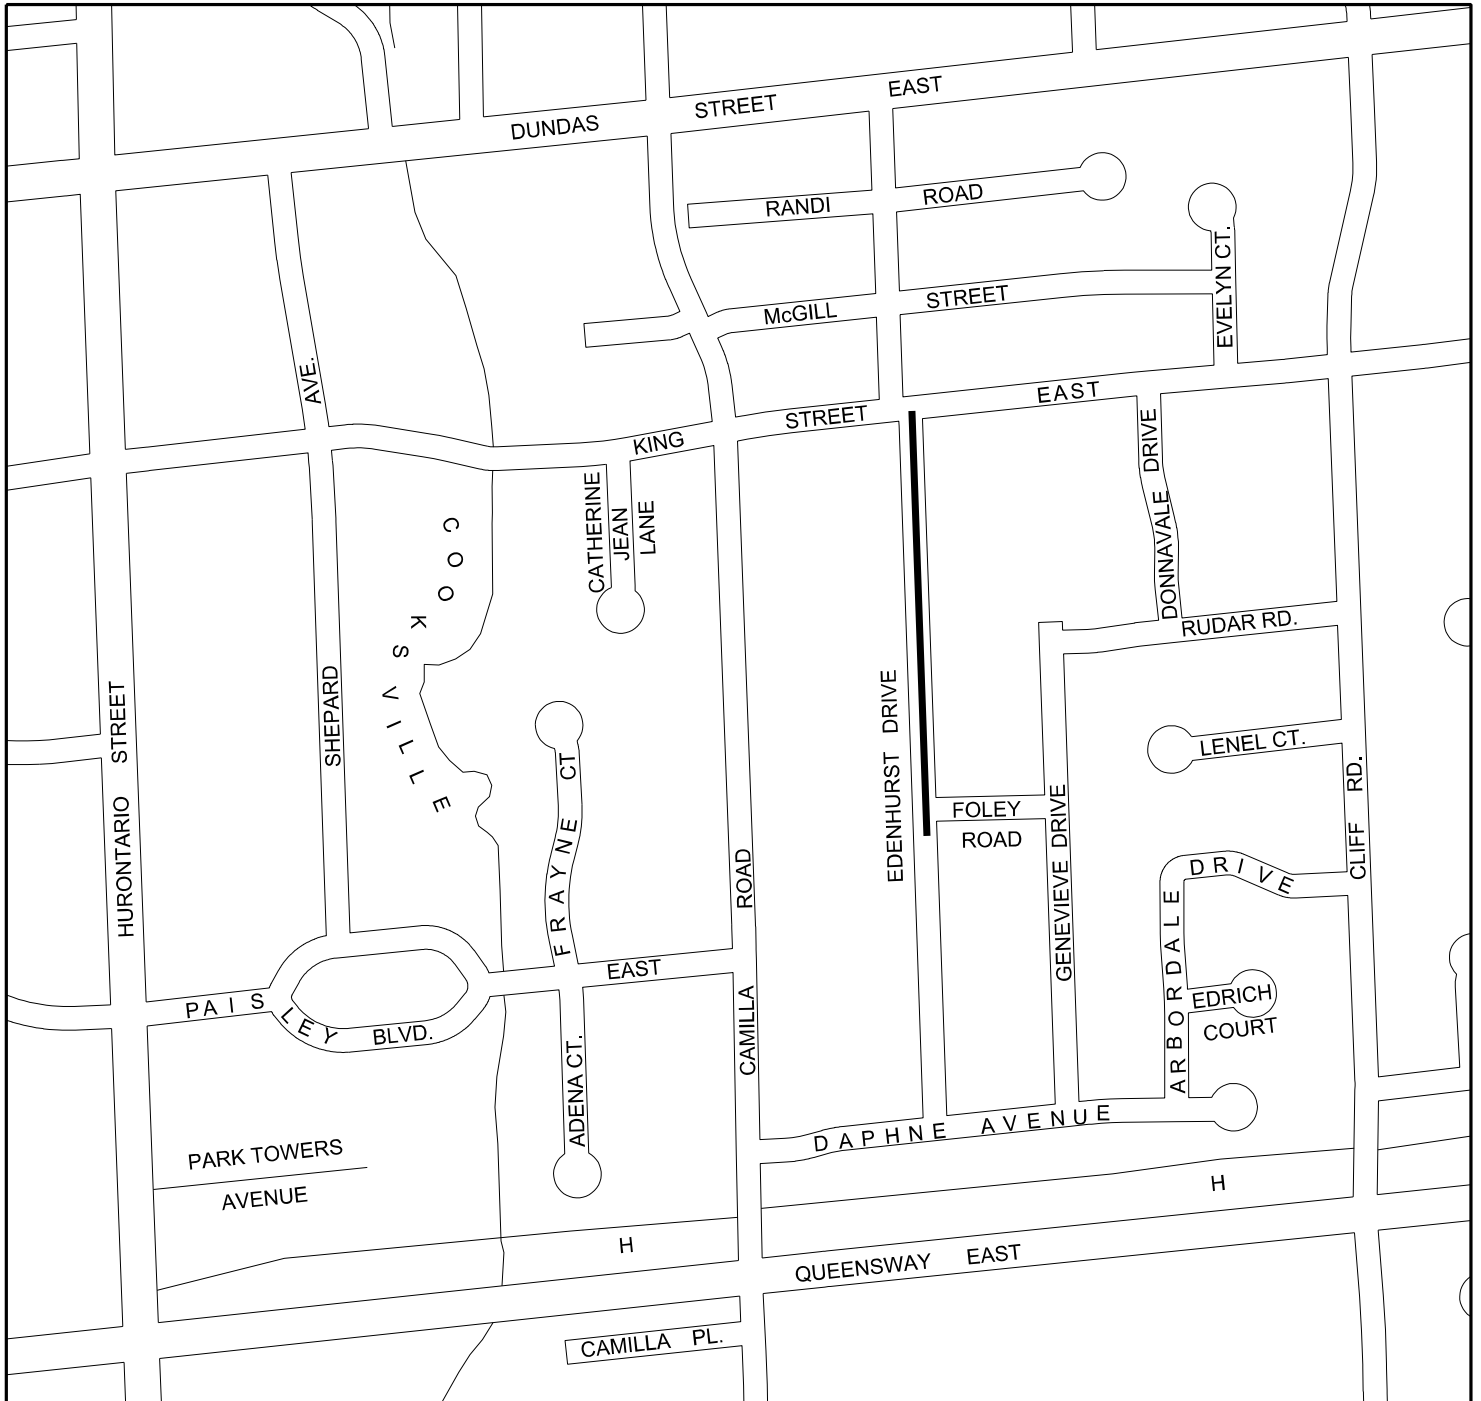 DUNDAS STREET EAST
RANDI ROAD
EVELYN CT.
McGILL STREET
AVE.
KING STREET EAST
CATHERINE
JEAN
LANE
DONNAVALE DRIVE
RUDAR RD.
COOKSVILLE
SHEPARD
HURONTARIO STREET
EDENHURST DRIVE
LENEL CT.
FRAYNE CT
FOLEY
ROAD
GENEVIEVE DRIVE
CLIFF RD.
ARBORDALE DRIVE
CAMILLA ROAD
PAISLEY BLVD. EAST
EDRICH
COURT
ADENA CT.
DAPHNE AVENUE
PARK TOWERS
AVENUE
H
H
QUEENSWAY EAST
CAMILLA PL.